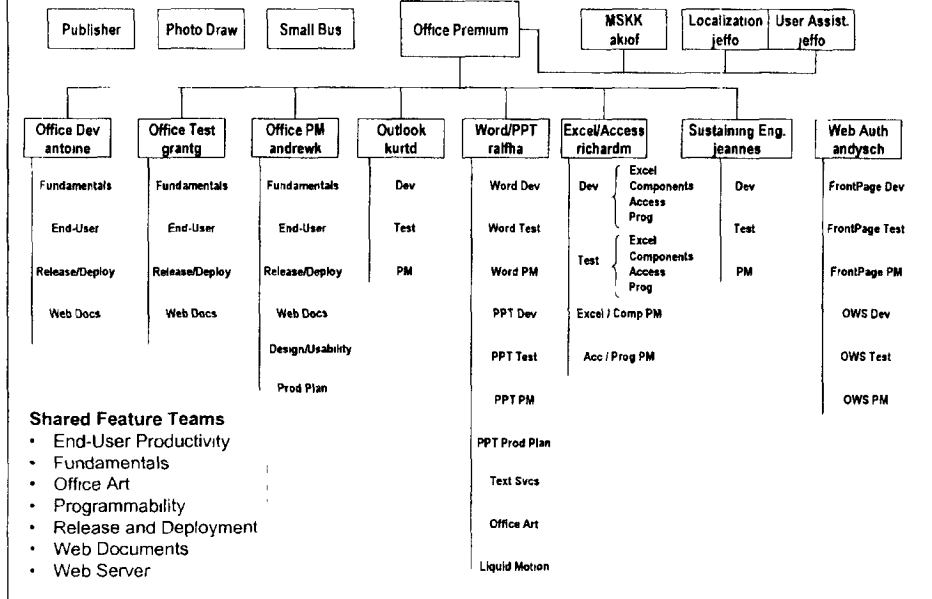 Publisher
Photo Draw
Small Bus
Office Premium
MSKK
akiof
Localization
jeffo
User Assist.
jeffo
Office Dev
antoine
Fundamentals
End-User
Release/Deploy
Web Docs
Office Test
grantg
Fundamentals
End-User
Release/Deploy
Web Docs
Office PM
andrewk
Fundamentals
End-User
Release/Deploy
Web Docs
Design/Usability
Prod Plan
Outlook
kurtd
Dev
Test
PM
Word/PPT
ralfha
Word Dev
Word Test
Word PM
PPT Dev
PPT Test
PPT PM
PPT Prod Plan
Text Svcs
Office Art
Liquid Motion
Excel/Access
richardm
Dev
Excel
Components
Access
Prog
Test
Excel
Components
Access
Prog
Excel / Comp PM
Acc / Prog PM
Sustaining Eng.
jeannes
Dev
Test
PM
Web Auth
andysch
FrontPage Dev
FrontPage Test
FrontPage PM
OWS Dev
OWS Test
OWS PM
Shared Feature Teams
• End-User Productivity
• Fundamentals
• Office Art
• Programmability
• Release and Deployment
• Web Documents
• Web Server